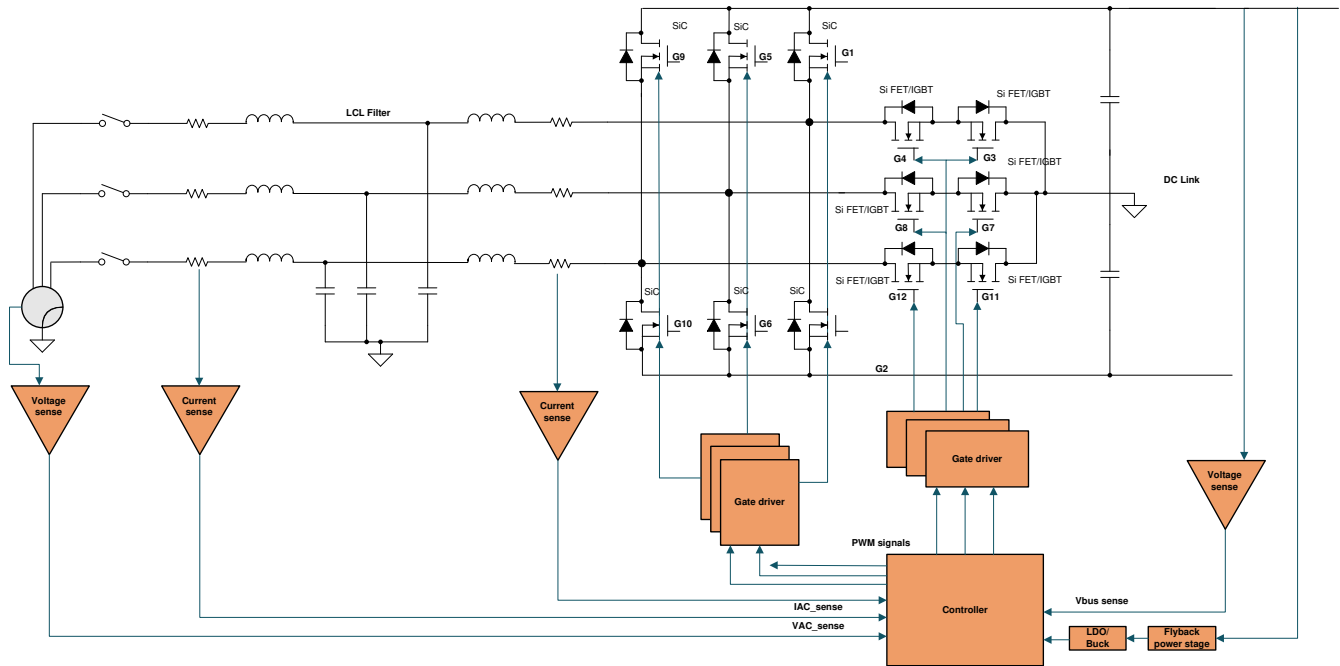 SiC
SiC
SiC
G9
G5
G1
Si FET/IGBT
Si FET/IGBT
LCL Filter
G4
G3
Si FET/IGBT
DC Link
Si FET/IGBT
G8
G7
Si FET/IGBT
Si FET/IGBT
SiC
SiC
SiC
G12
G11
G10
G6
G2
Voltage
sense
Current
sense
Current
sense
Gate driver
Gate driver
Voltage
sense
PWM signals
Controller
Vbus sense
IAC_sense
VAC_sense
LDO/
Buck
Flyback
power stage